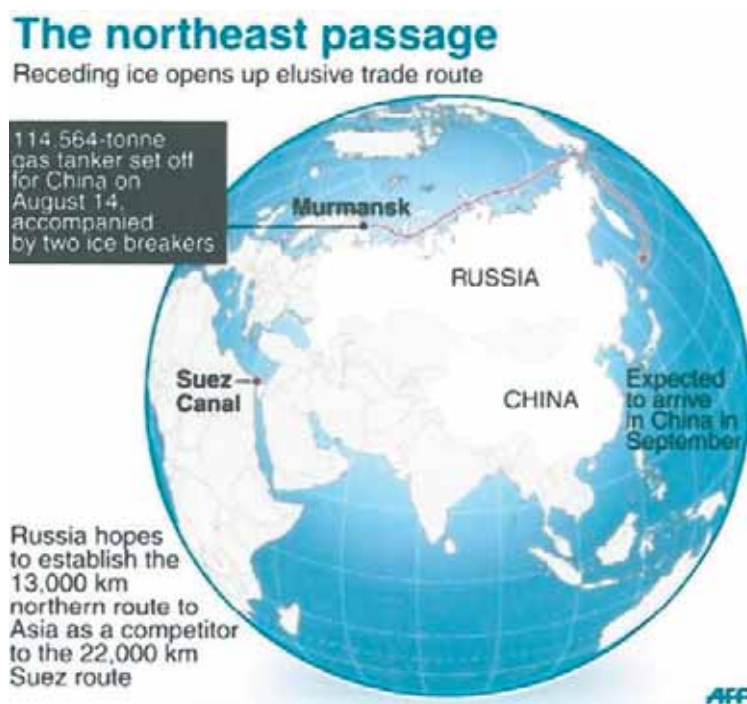 The northeast passage
Receding ice opens up elusive trade route
114,564-tonne
gas tanker set off
for China on
August 14,
accompanied
by two ice breakers
Murmansk
RUSSIA
Suez
Canal
CHINA
Expected
to arrive
in China in
September
Russia hopes
to establish the
13,000 km
northern route to
Asia as a competitor
to the 22,000 km
Suez route
AFP